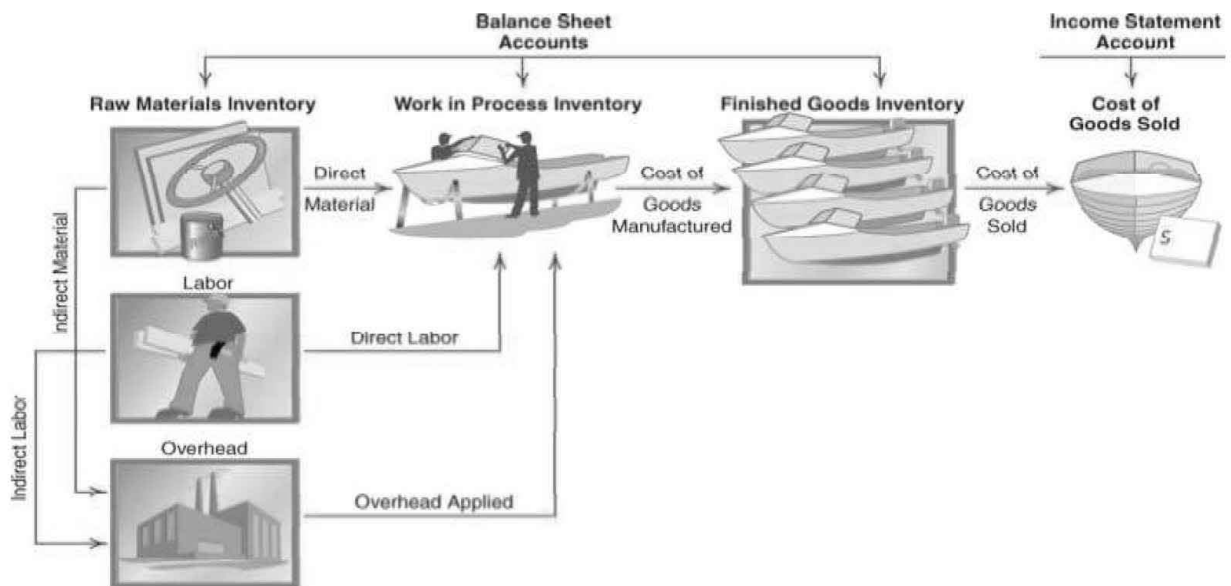 Balance Sheet
Accounts
Income Statement
Account
Raw Materials Inventory
Work in Process Inventory
Finished Goods Inventory
Cost of
Goods Sold
Direct
Material
Cost of
Goods
Manufactured
Cost of
Goods
Sold
S
Indirect Material
Labor
Direct Labor
Indirect Labor
Overhead
Overhead Applied